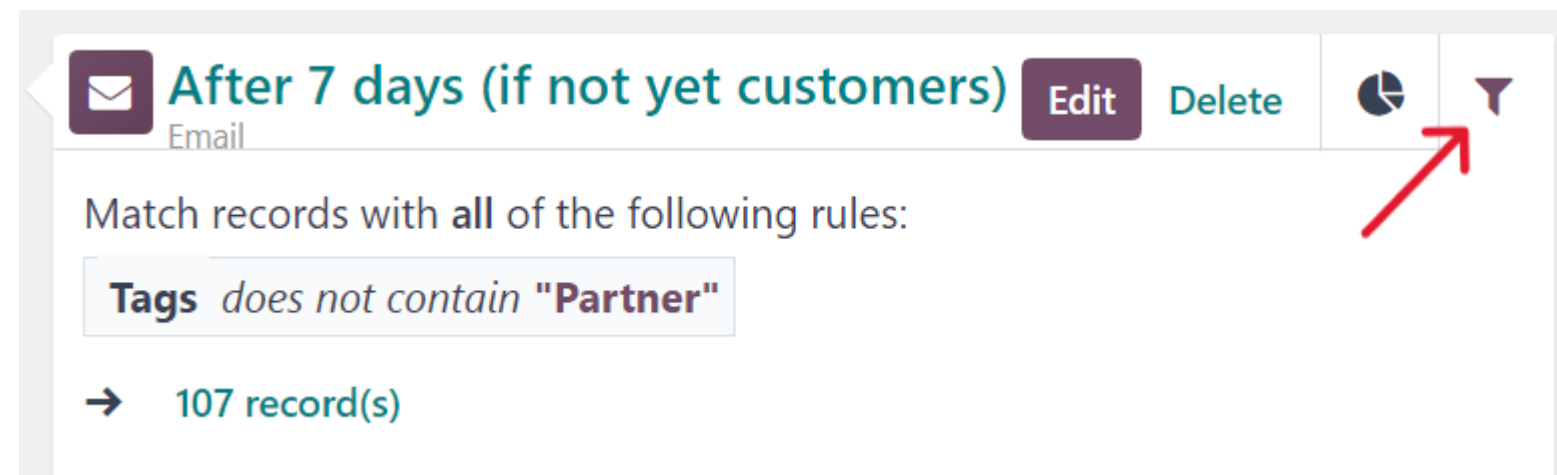 After 7 days (if not yet customers) Edit Delete
Email
Match records with all of the following rules:
Tags does not contain "Partner"
→ 107 record(s)